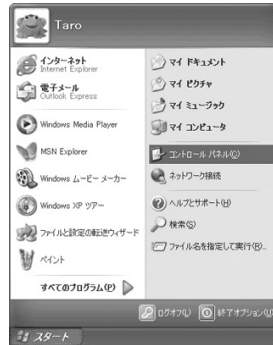 Taro
インターネット
Internet Explorer
電子メール
Outlook Express
Windows Media Player
MSN Explorer
Windows ムービー メーカー
Windows XP ツアー
ファイルと設定の転送ウィザード
ペイント
すべてのプログラム(P)
マイ ドキュメント
マイ ピクチャ
マイ ミュージック
マイ コンピュータ
コントロール パネル(C)
ネットワーク接続
ヘルプとサポート(H)
検索(S)
ファイル名を指定して実行(R)...
ログオフ(L)
終了オプション(U)
スタート